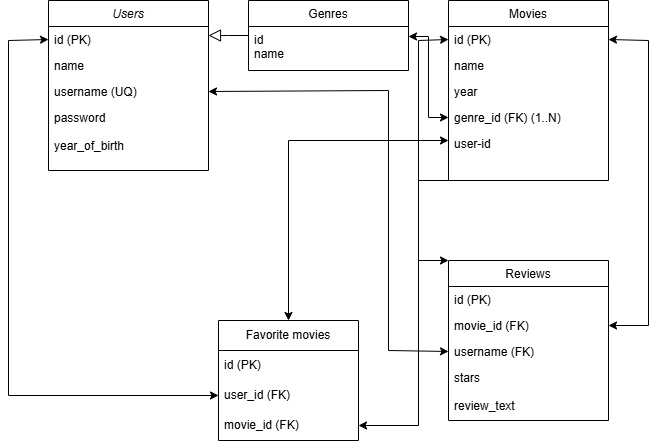 Users
id (PK)
name
username (UQ)
password
year_of_birth
Genres
id
name
Movies
id (PK)
name
year
genre_id (FK) (1..N)
user-id
Favorite movies
id (PK)
user_id (FK)
movie_id (FK)
Reviews
id (PK)
movie_id (FK)
username (FK)
stars
review_text